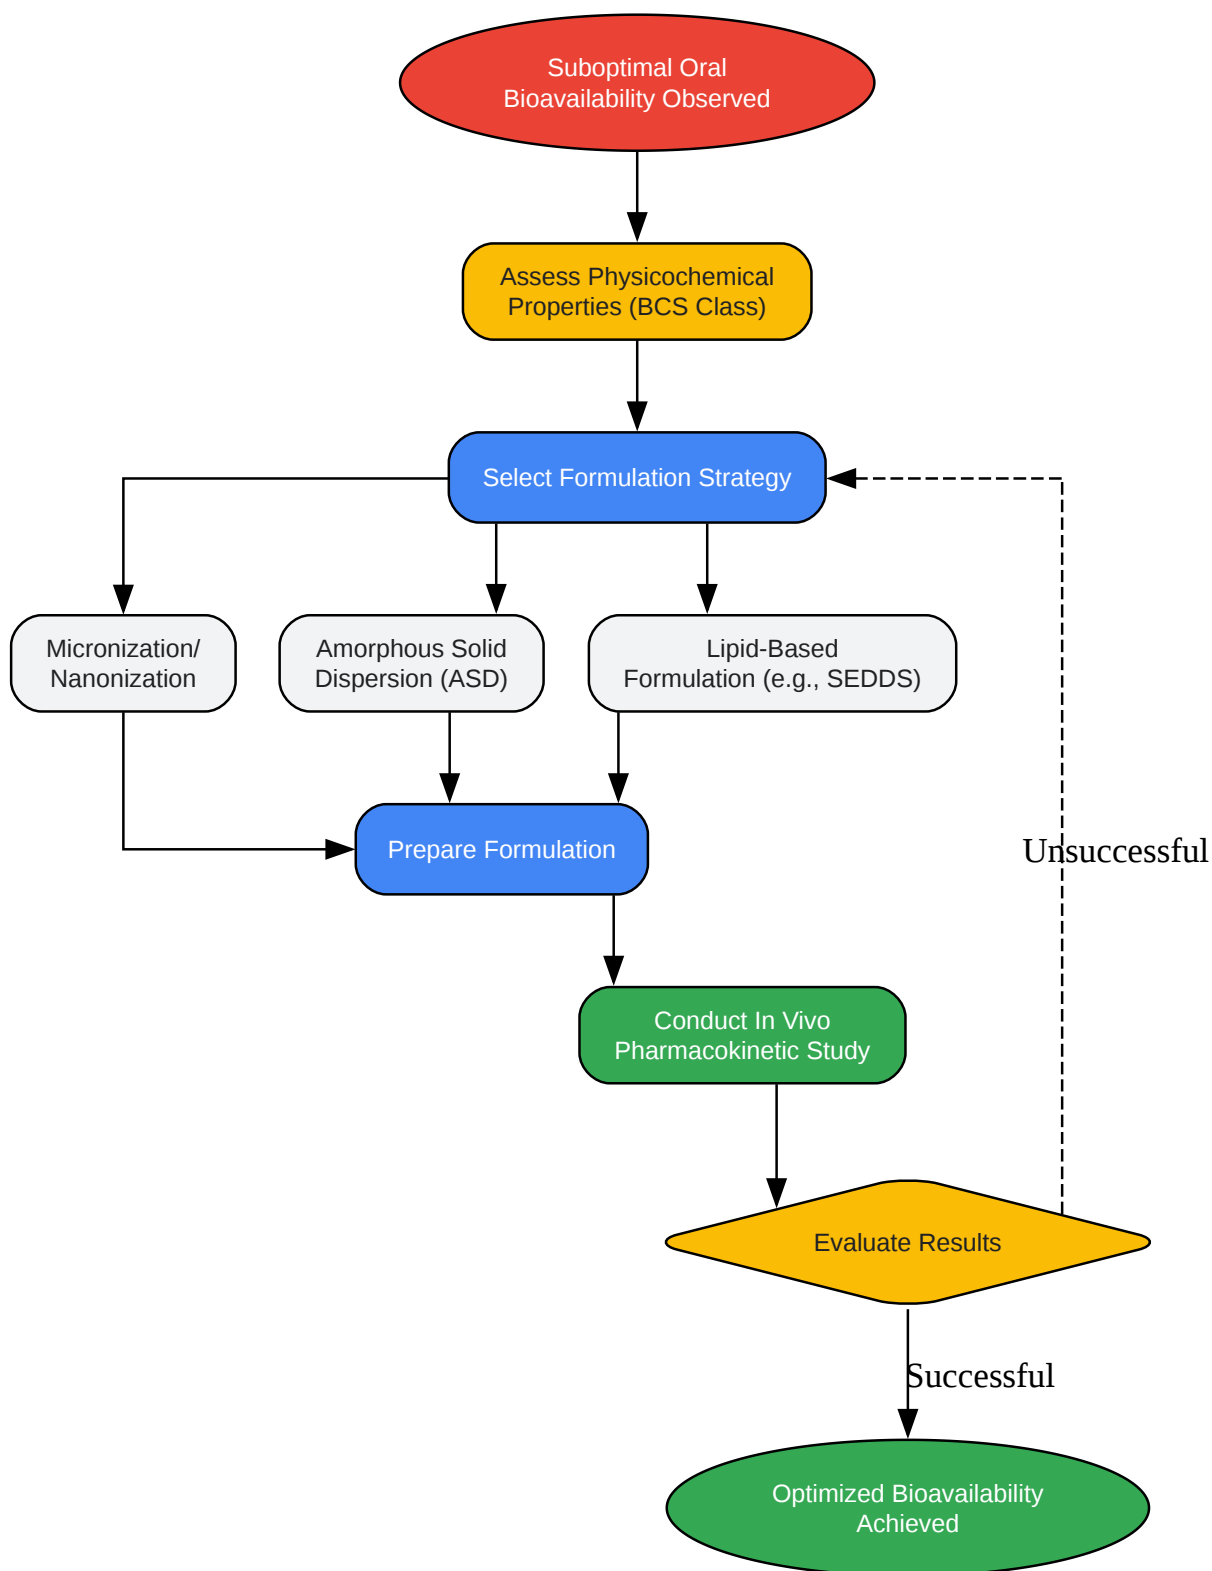 Suboptimal Oral
Bioavailability Observed
Assess Physicochemical
Properties (BCS Class)
Select Formulation Strategy
Micronization/
Nanonization
Amorphous Solid
Dispersion (ASD)
Lipid-Based
Formulation (e.g., SEDDS)
Prepare Formulation
Unsuccessful
Conduct In Vivo
Pharmacokinetic Study
Evaluate Results
Successful
Optimized Bioavailability
Achieved